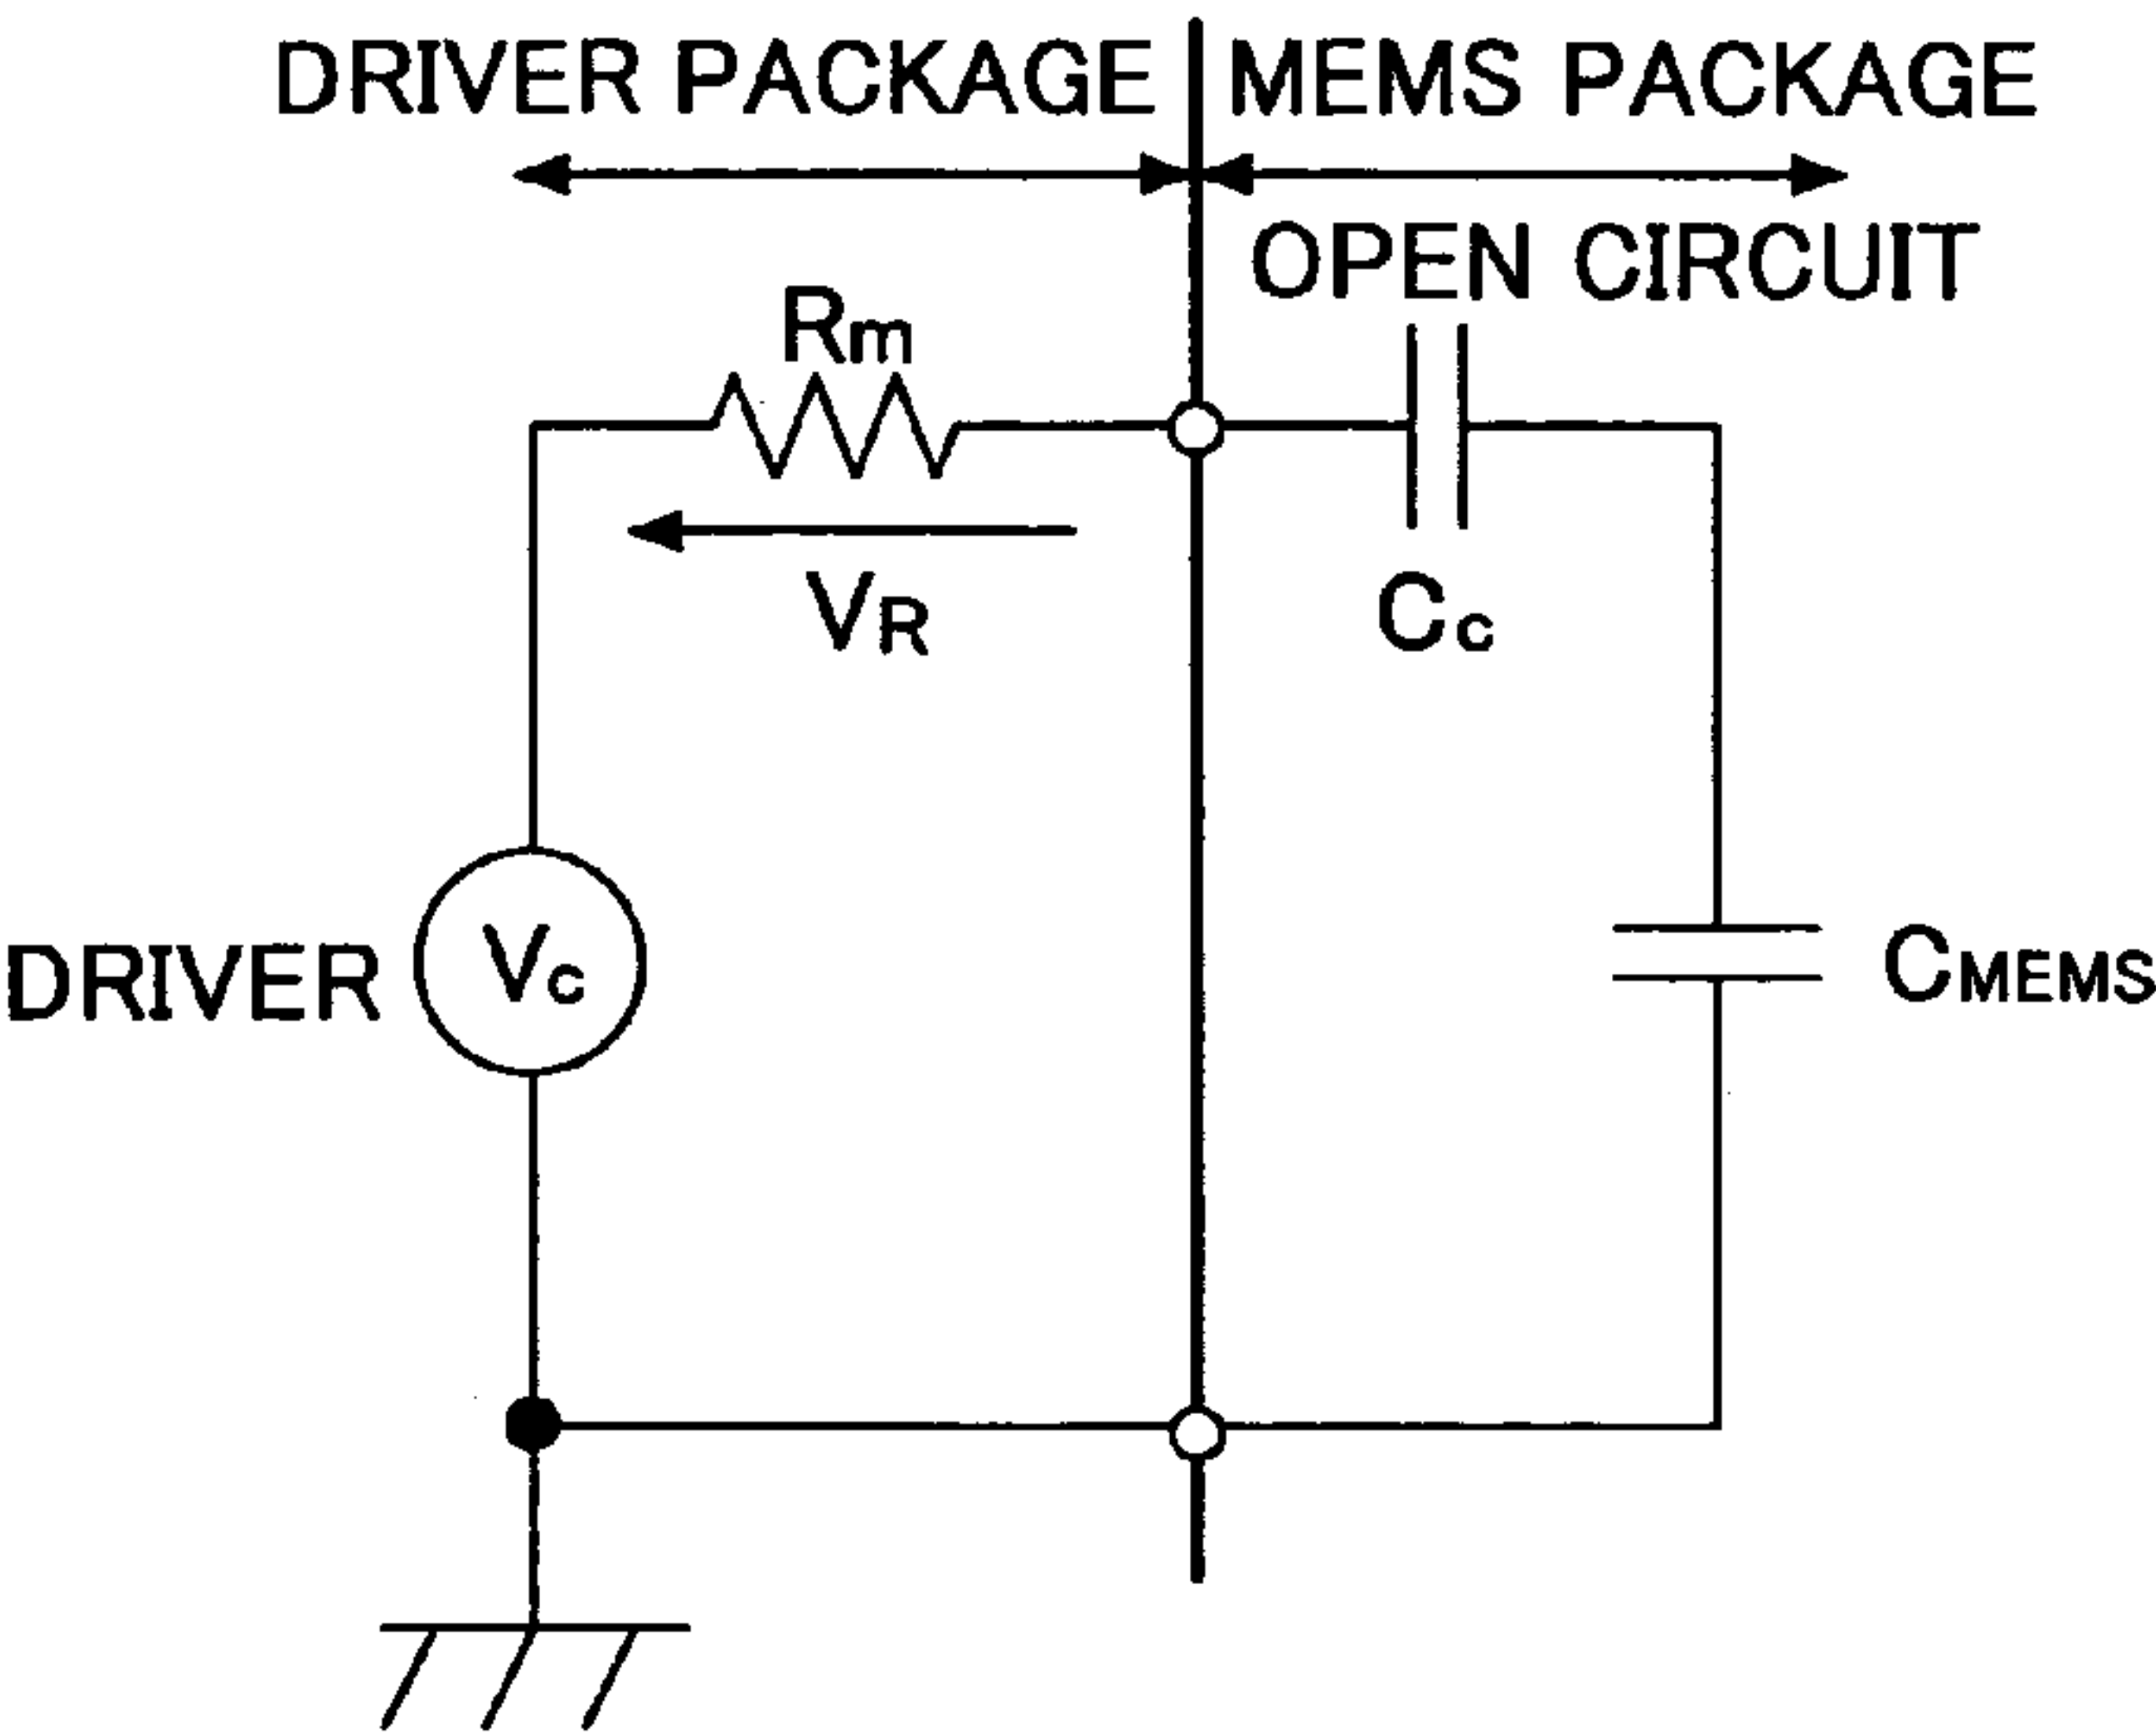 DRIVER PACKAGE
MEMS PACKAGE
OPEN CIRCUIT
Rm
VR
Cc
DRIVER
Vc
CMEMS